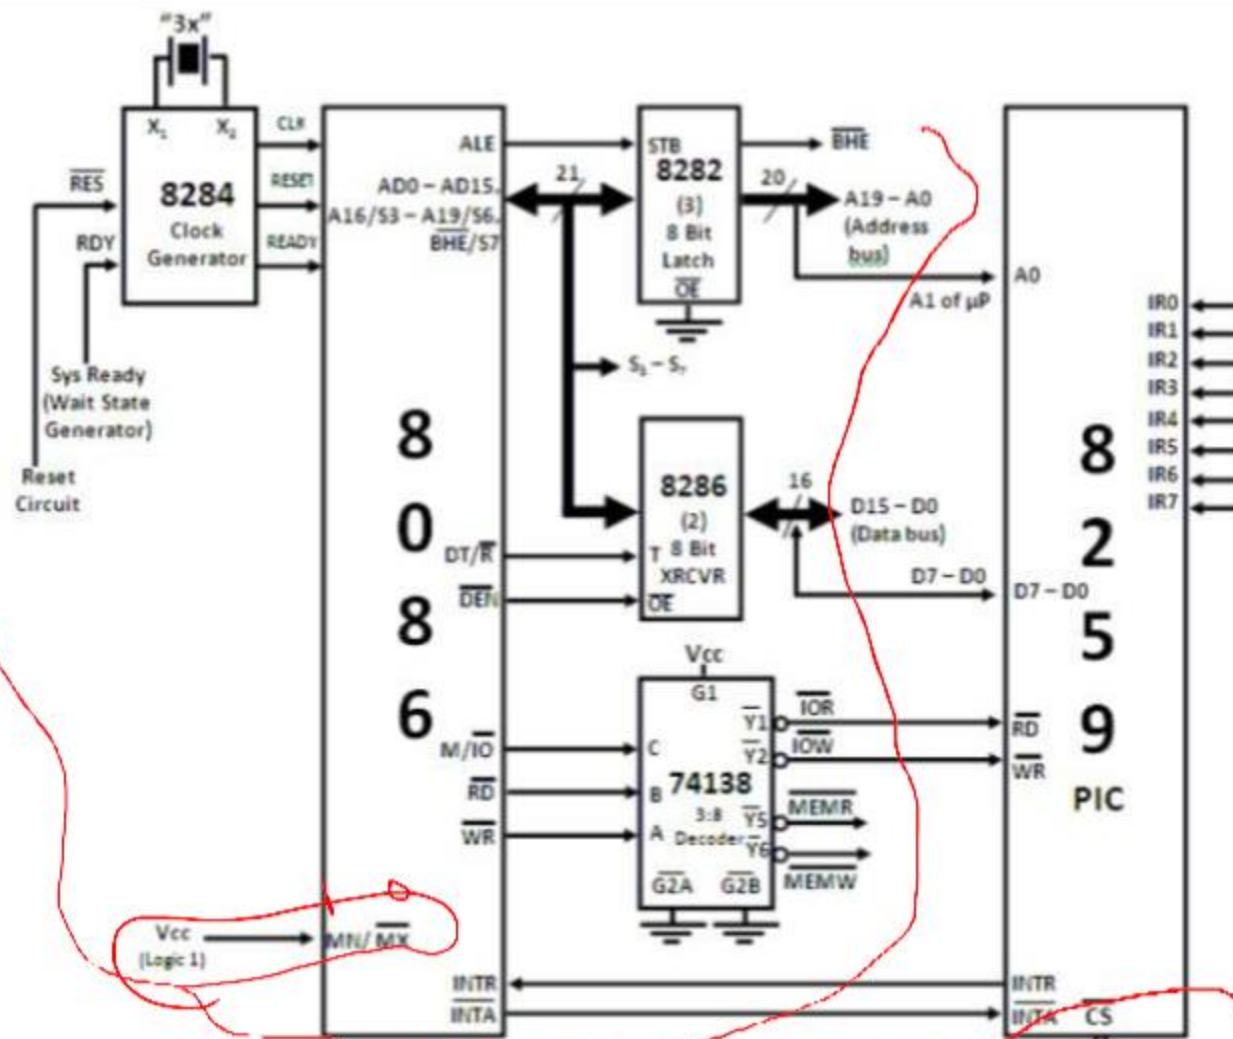 "3x"
X₁ X₂
8284
Clock
Generator
RES
RDY
CLK
RESET
READY
Sys Ready
(Wait State
Generator)
Reset
Circuit
ALE
AD0 – AD15,
A16/S3 – A19/S6,
BHE/S7
8
0
8
6
DT/R
DEN
M/IO
RD
WR
Vcc
(Logic 1)
MN/ MX
INTR
INTA
21
STB
8282
(3)
8 Bit
Latch
OE
BHE
20
A19 – A0
(Address
bus)
A1 of µP
S₃ – S₇
8286
(2)
T 8 Bit
XRCVR
OE
16
D15 – D0
(Data bus)
D7 – D0
Vcc
G1
C
B
A
74138
3:8
Decoder
Y1
Y2
Y5
Y6
G2A G2B
IOR
IOW
MEMR
MEMW
A0
IR0
IR1
IR2
IR3
IR4
IR5
IR6
IR7
D7 – D0
8
2
5
9
PIC
RD
WR
INTR
INTA CS